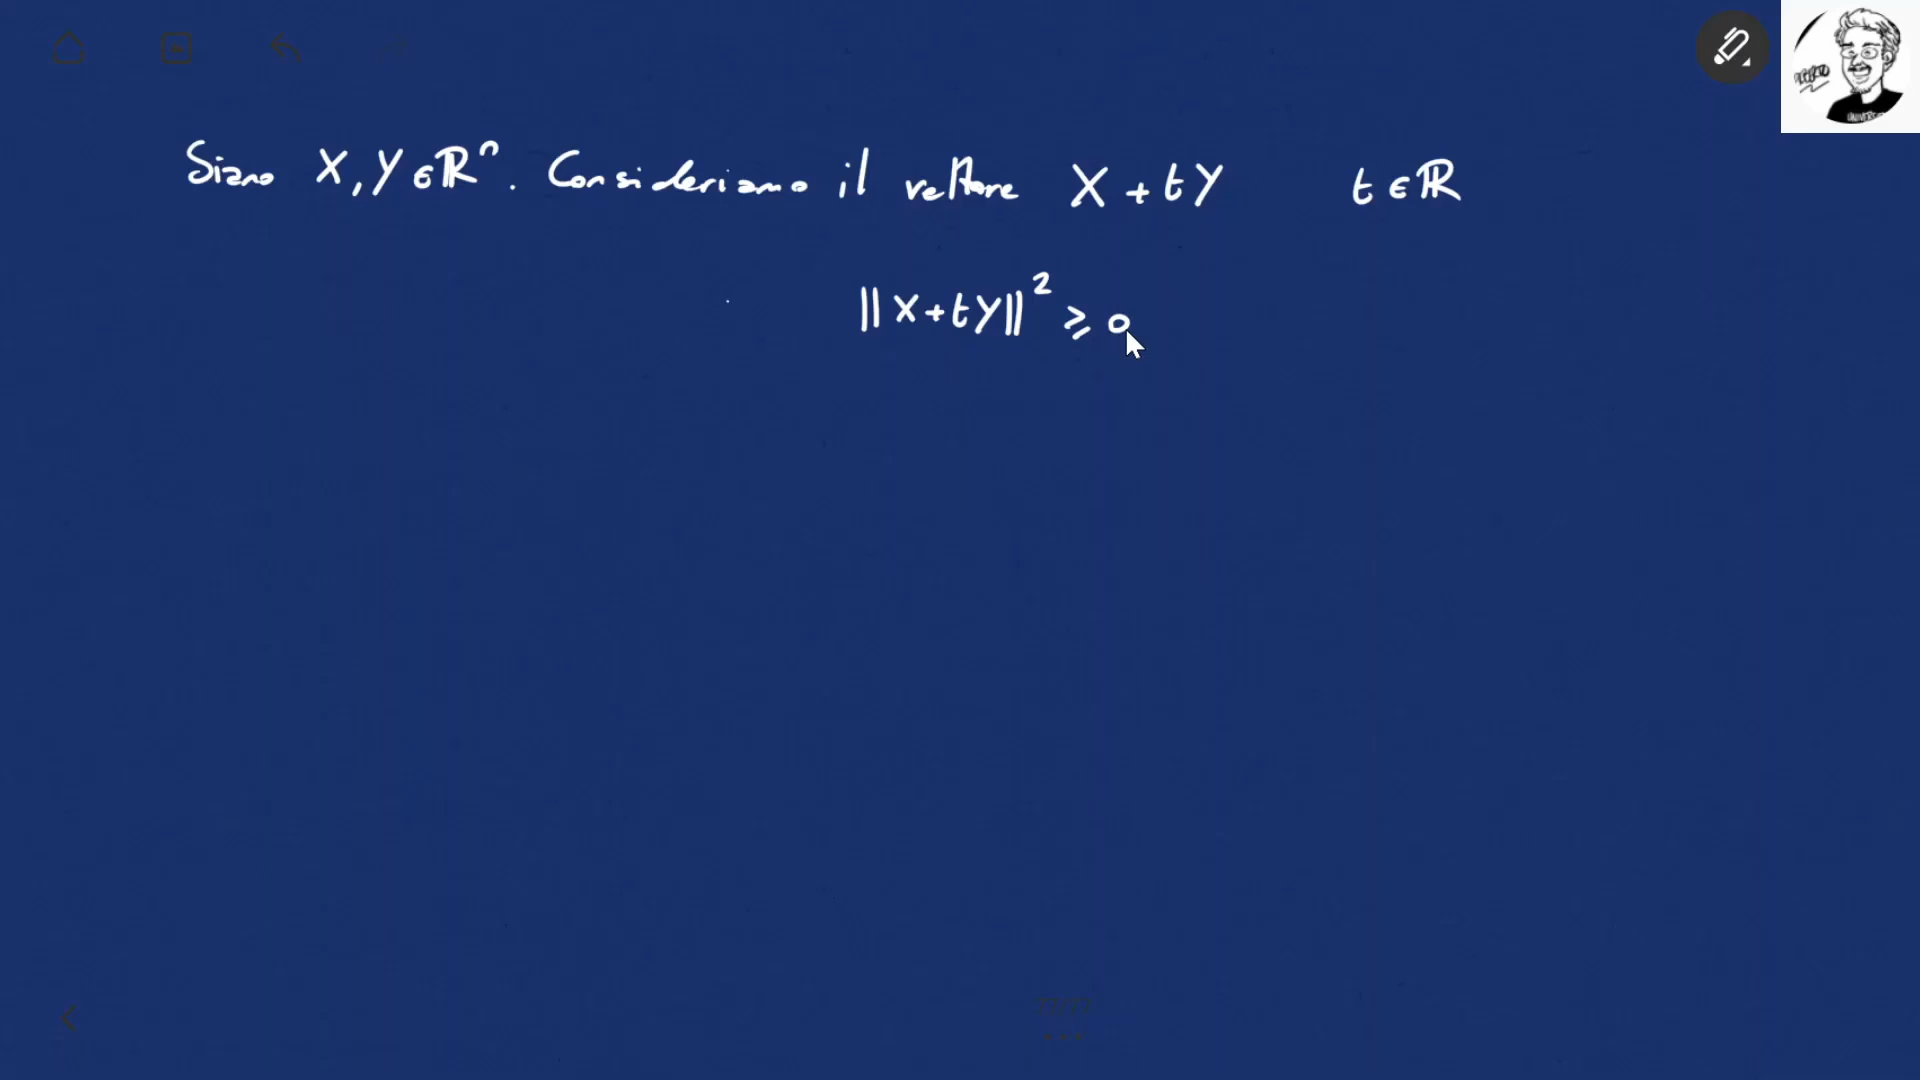 Siano X, Y ∈ ℝⁿ. Consideriamo il vettore X + tY t ∈ ℝ
||X + tY||² ⩾ 0